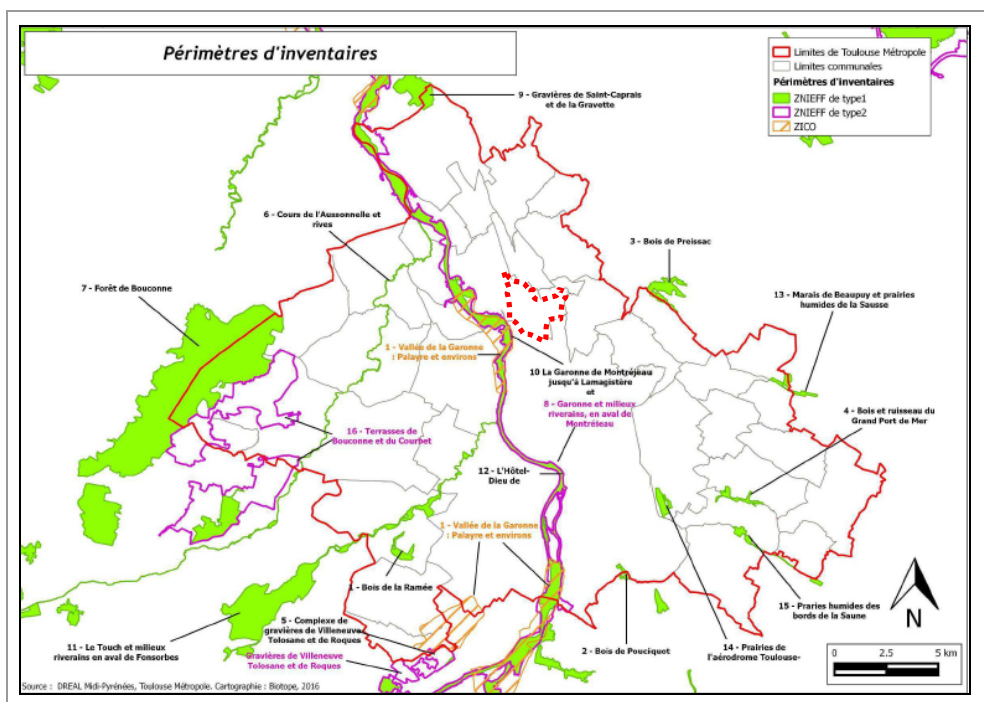 Périmètres d'inventaires
Limites de Toulouse Métropole
Limites communales
Périmètres d'inventaires
ZNIEFF de type1
ZNIEFF de type2
ZICO
9 - Gravières de Saint-Caprais
et de la Gravette
6 - Cours de l'Aussonnelle et
rives
3 - Bois de Preissac
7 - Forêt de Bouconne
13 - Marais de Beaupuy et prairies
humides de la Sausse
1 - Vallée de la Garonne
: Palayre et environs
10 La Garonne de Montréjeau
jusqu'à Lamagistère
et
8 - Garonne et milieux
riverains, en aval de
Montréjeau
4 - Bois et ruisseau du
Grand Port de Mer
16 - Terrasses de
Bouconne et du Courbet
12 - L'Hôtel-
Dieu de
1 - Vallée de la Garonne
: Palayre et environs
1 - Bois de la Ramée
5 - Complexe de
gravières de Villeneuve
Tolosane et de Roques
Gravières de Villeneuve
Tolosane et de Roques
11 - Le Touch et milieux
riverains en aval de Fonsorbes
2 - Bois de Pouciquot
15 - Praries humides des
bords de la Saune
14 - Prairies de
l'aérodrome Toulouse-
N
0 2.5 5 km
Source : DREAL Midi-Pyrénées, Toulouse Métropole. Cartographie : Biotope, 2016